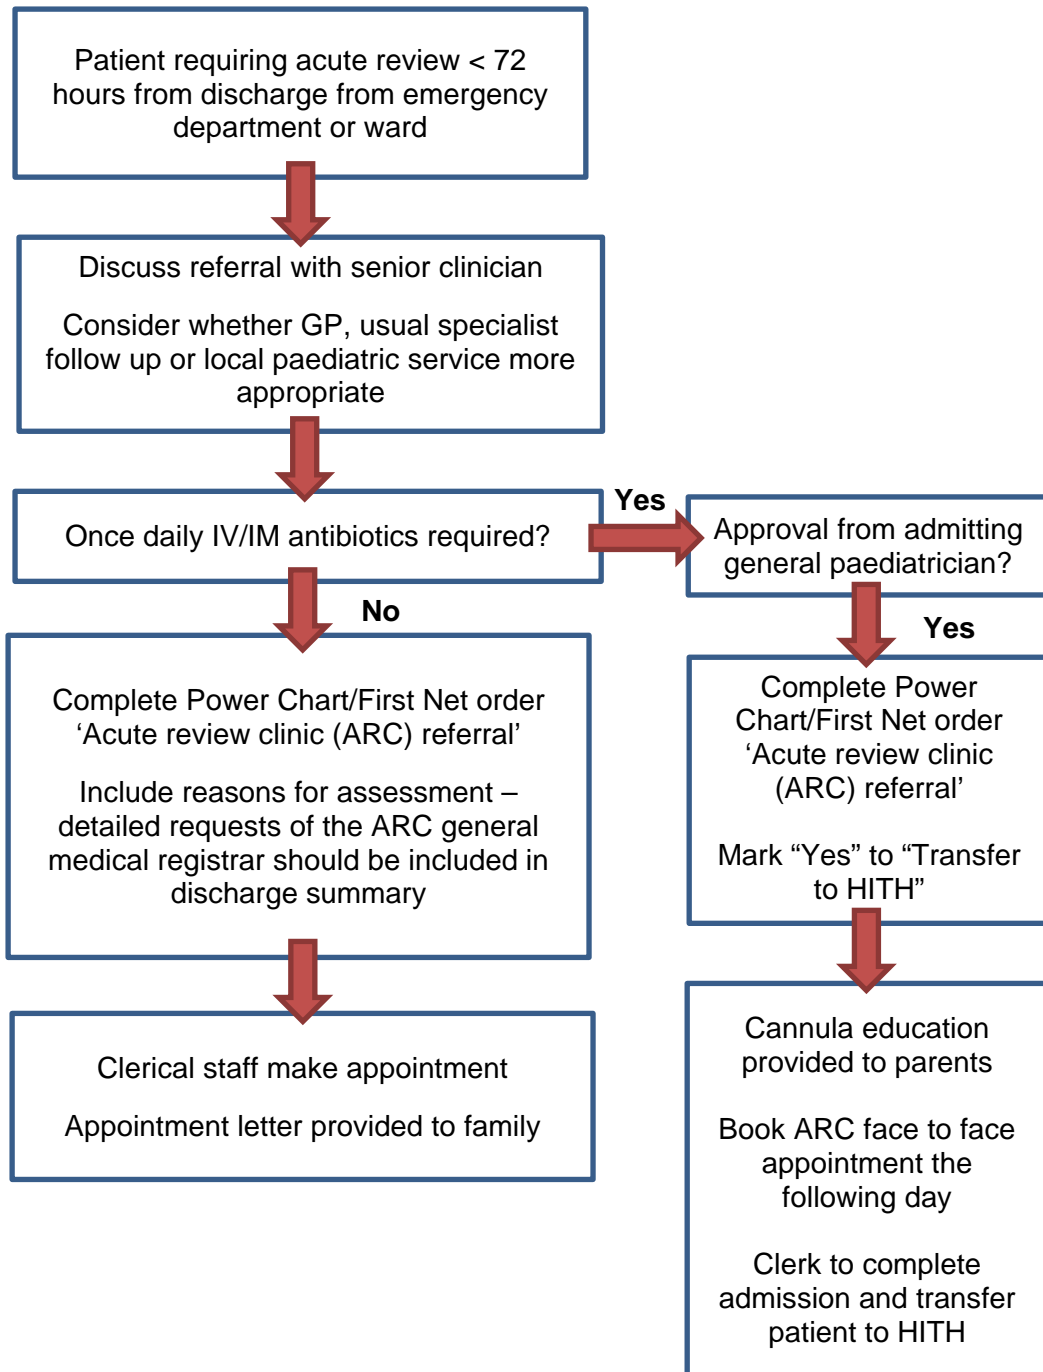 Patient requiring acute review < 72
hours from discharge from emergency
department or ward
Discuss referral with senior clinician
Consider whether GP, usual specialist
follow up or local paediatric service more
appropriate
Once daily IV/IM antibiotics required?
Yes
Approval from admitting
general paediatrician?
No
Yes
Complete Power Chart/First Net order
‘Acute review clinic (ARC) referral’
Include reasons for assessment –
detailed requests of the ARC general
medical registrar should be included in
discharge summary
Complete Power
Chart/First Net order
‘Acute review clinic
(ARC) referral’
Mark “Yes” to “Transfer
to HITH”
Clerical staff make appointment
Appointment letter provided to family
Cannula education
provided to parents
Book ARC face to face
appointment the
following day
Clerk to complete
admission and transfer
patient to HITH